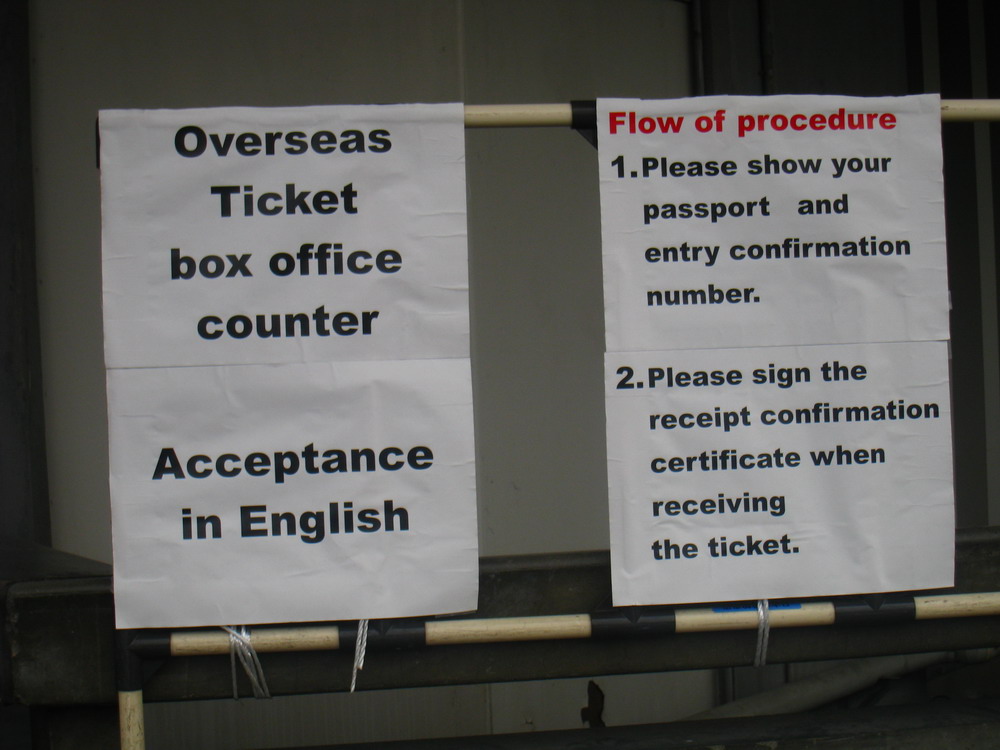 Overseas
Ticket
box office
counter
Acceptance
in English
Flow of procedure
1.Please show your
passport and
entry confirmation
number.
2.Please sign the
receipt confirmation
certificate when
receiving
the ticket.